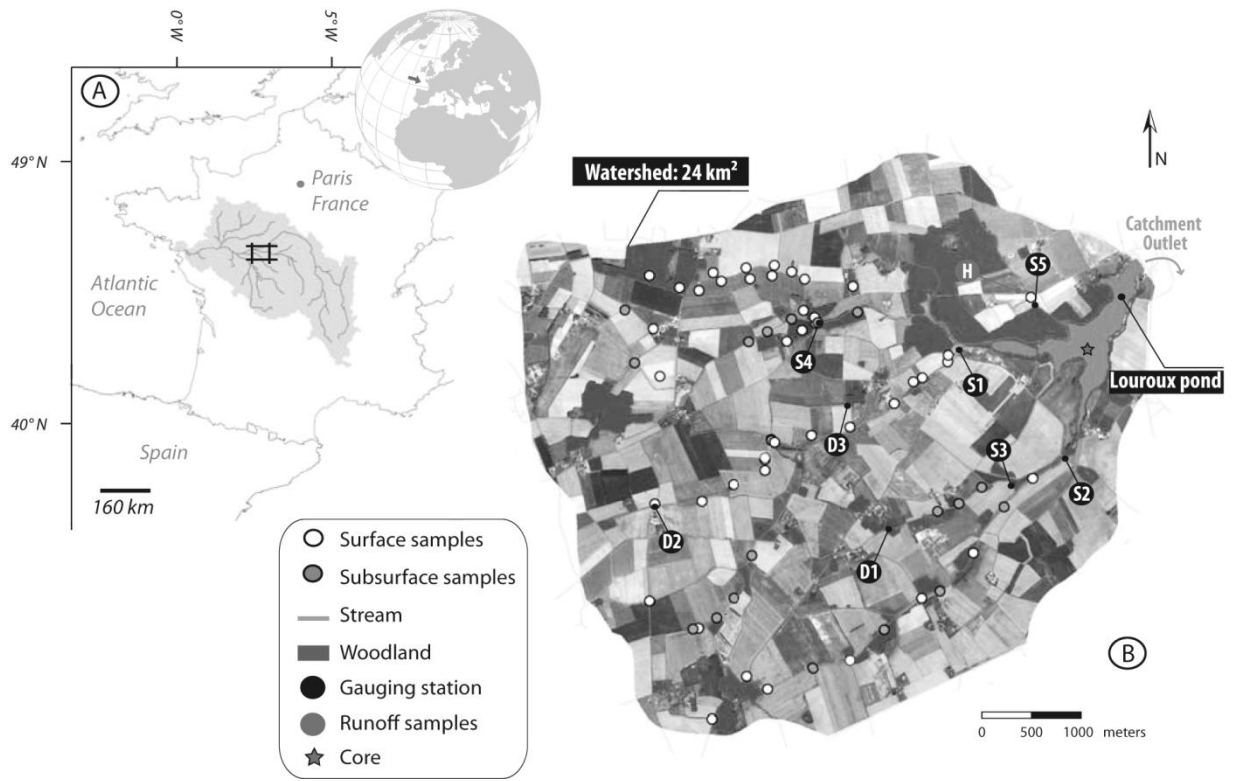 0°W
5°W
A
49°N
Paris
France
Atlantic
Ocean
40°N
Spain
160 km
Surface samples
Subsurface samples
Stream
Woodland
Gauging station
Runoff samples
Core
N
Watershed: 24 km²
Catchment
Outlet
H
S5
S4
S1
Louroux pond
D3
S3
S2
D2
D1
B
0 500 1000 meters